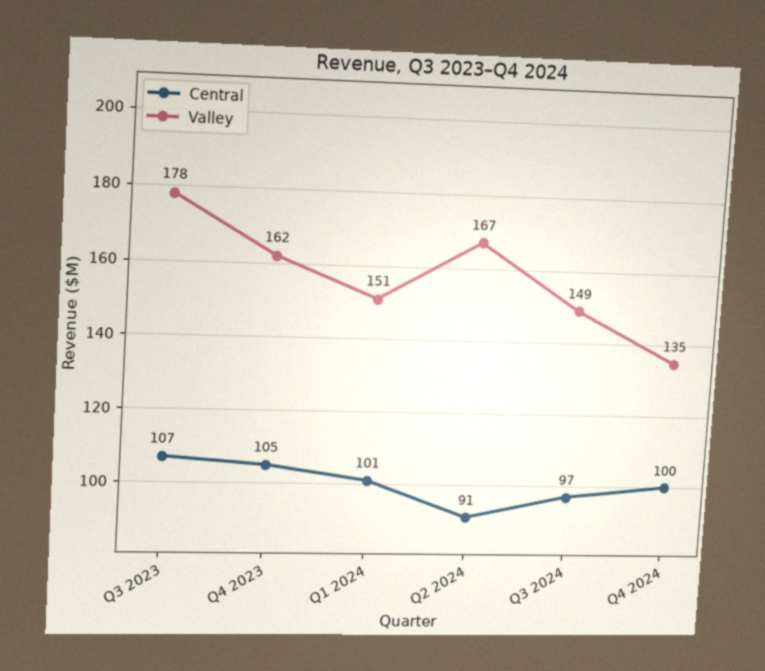 Revenue, Q3 2023–Q4 2024
Central
Valley
200
180
160
140
120
100
Revenue ($M)
178
162
151
167
149
135
107
105
101
91
97
100
Q3 2023
Q4 2023
Q1 2024
Q2 2024
Q3 2024
Q4 2024
Quarter